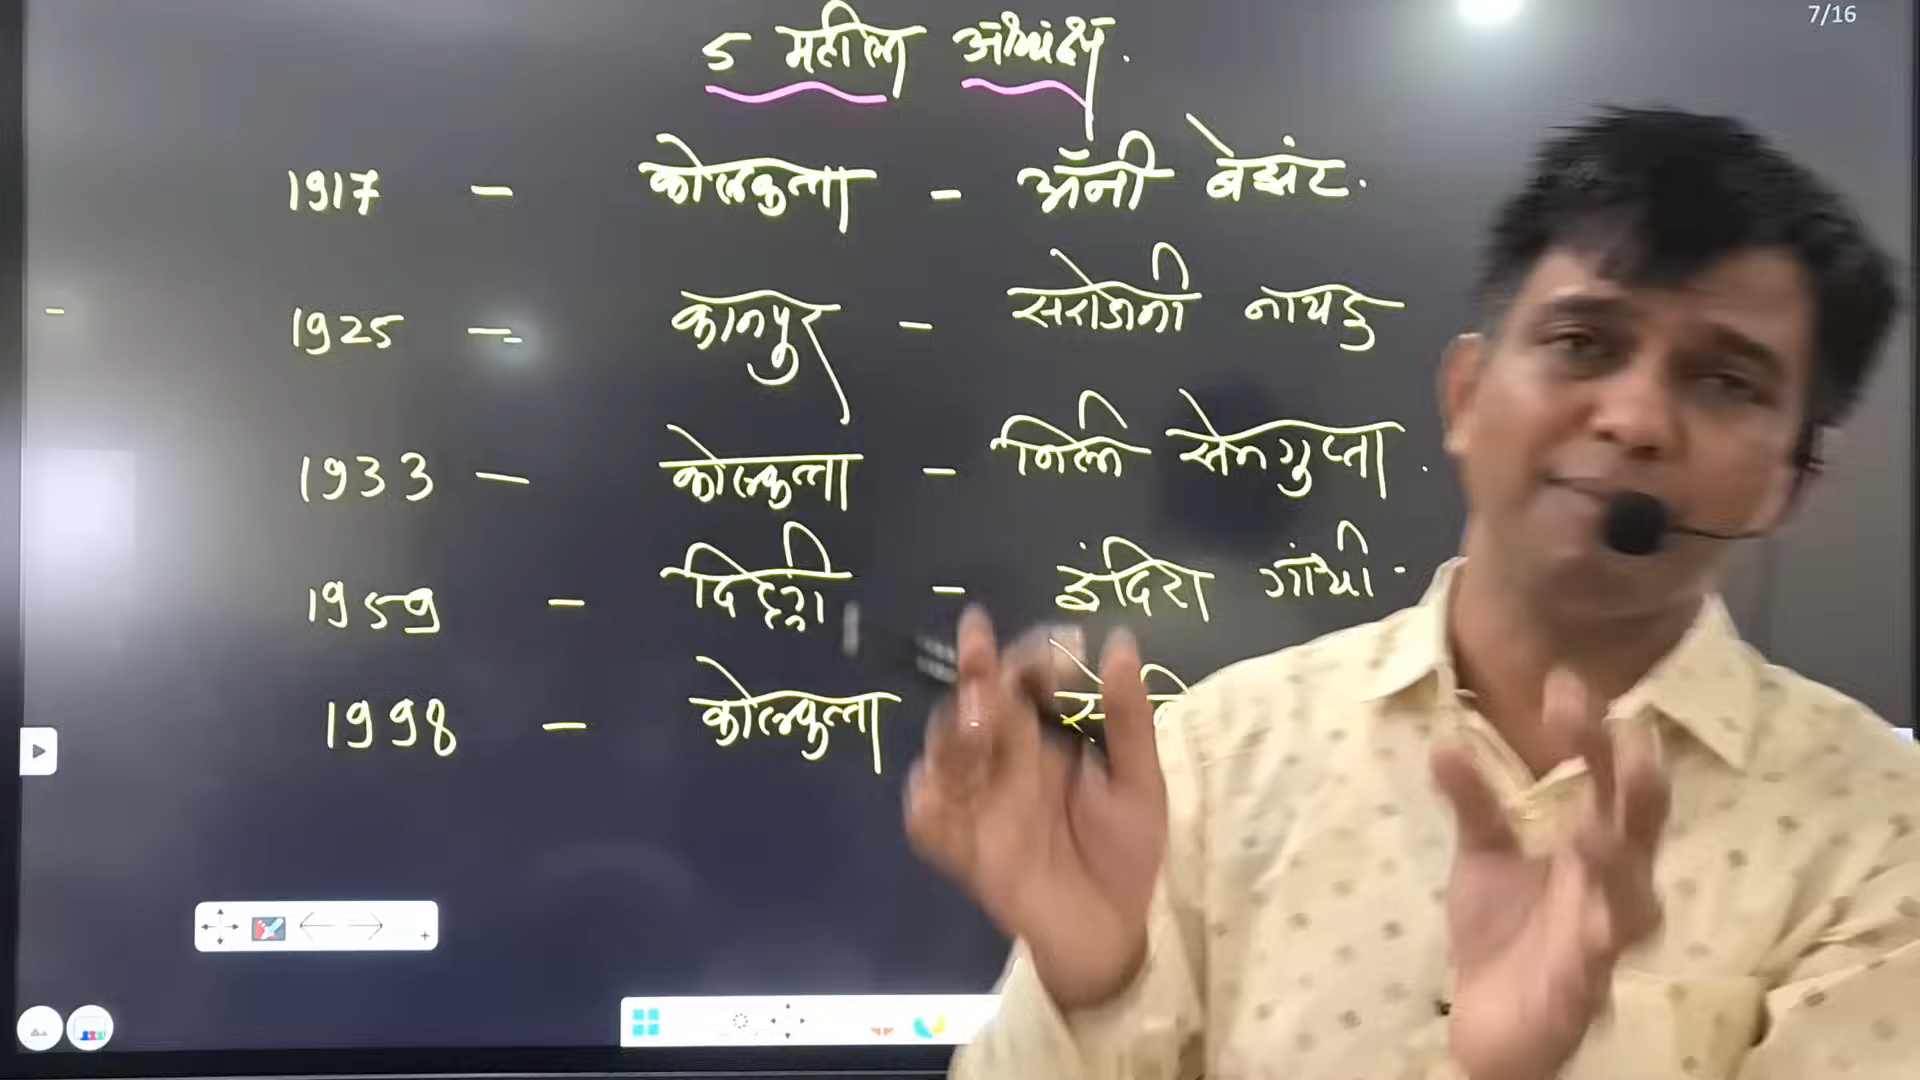 7/16
5 महीला अध्यक्ष.
1917 - कोलकत्ता - ॲनी बेझंट.
1925 - कानपुर - सरोजीनी नायडु
1933 - कोलकत्ता - निली सेनगुप्ता.
1959 - दिल्ली - इंदिरा गांधी.
1998 - कोलकत्ता